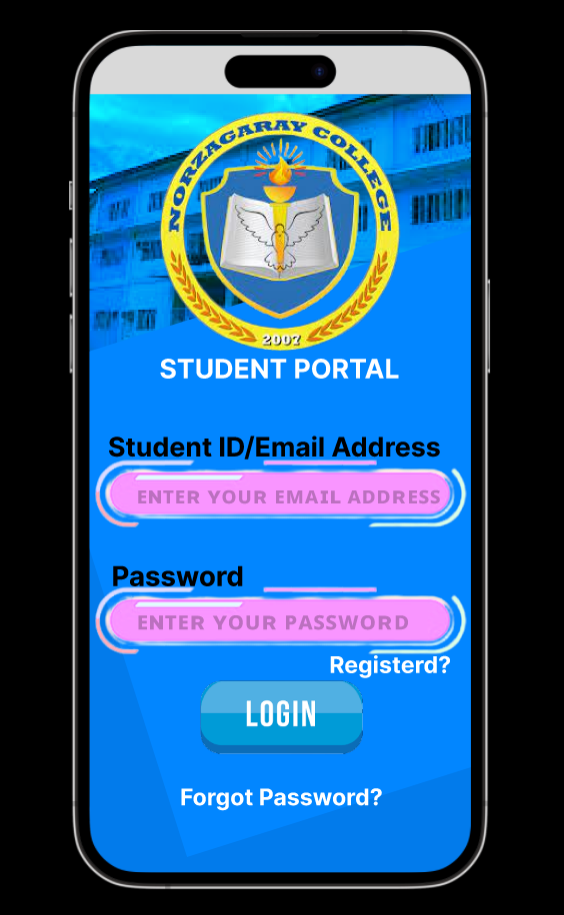 NORZAGARAY COLLEGE
2007
STUDENT PORTAL
Student ID/Email Address
ENTER YOUR EMAIL ADDRESS
Password
ENTER YOUR PASSWORD
Registerd?
LOGIN
Forgot Password?